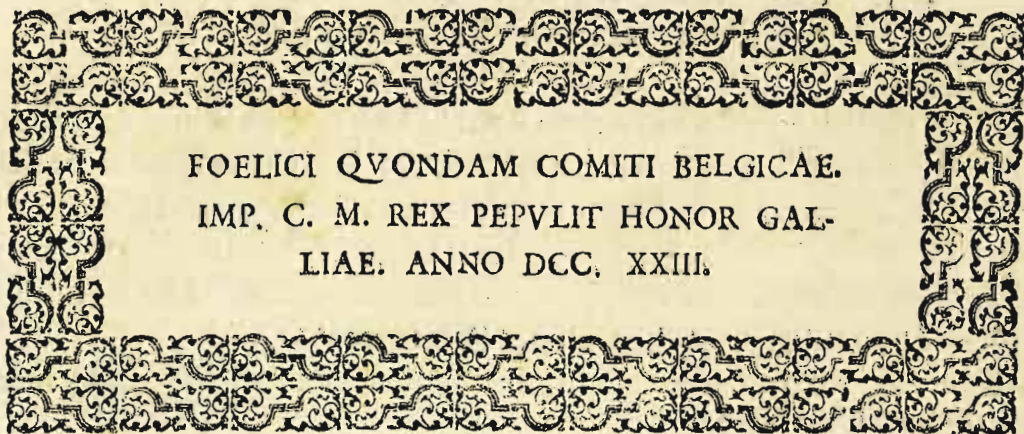 FOELICI QVONDAM COMITI BELGICAE.
IMP. C. M. REX PEPVLIT HONOR GAL-
LIAE. ANNO DCC. XXIII.